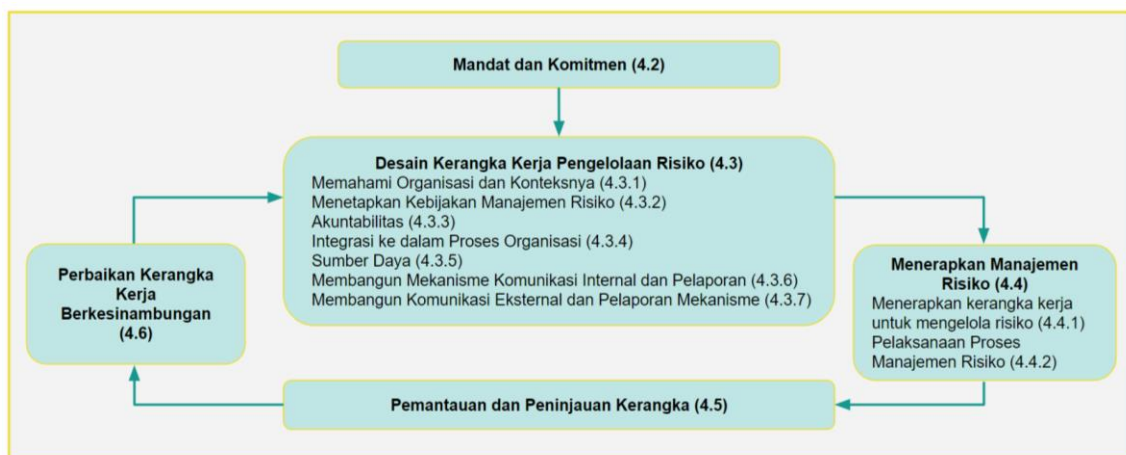 Mandat dan Komitmen (4.2)
Desain Kerangka Kerja Pengelolaan Risiko (4.3)
Memahami Organisasi dan Konteksnya (4.3.1)
Menetapkan Kebijakan Manajemen Risiko (4.3.2)
Akuntabilitas (4.3.3)
Integrasi ke dalam Proses Organisasi (4.3.4)
Sumber Daya (4.3.5)
Membangun Mekanisme Komunikasi Internal dan Pelaporan (4.3.6)
Membangun Komunikasi Eksternal dan Pelaporan Mekanisme (4.3.7)
Menerapkan Manajemen
Risiko (4.4)
Menerapkan kerangka kerja
untuk mengelola risiko (4.4.1)
Pelaksanaan Proses
Manajemen Risiko (4.4.2)
Pemantauan dan Peninjauan Kerangka (4.5)
Perbaikan Kerangka
Kerja
Berkesinambungan
(4.6)